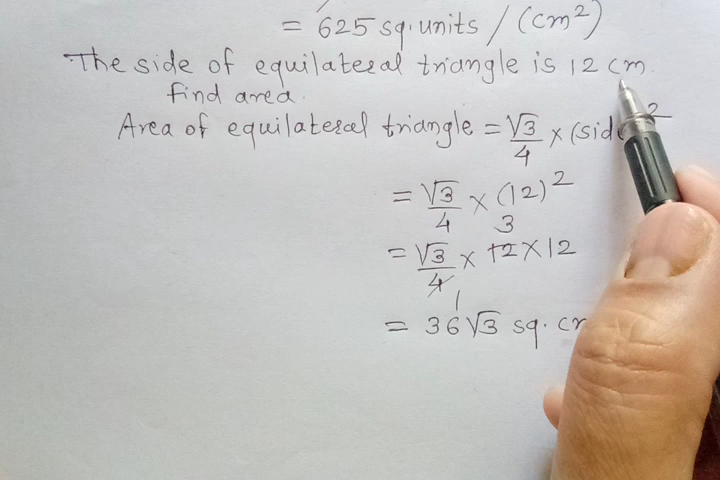 = 625 sq. units / (cm²)
The side of equilateral triangle is 12 cm.
find area.
Area of equilateral triangle = √3/4 × (side)²
= √3/4 × (12)²
3
= √3/4 × 12 × 12
1
= 36√3 sq.